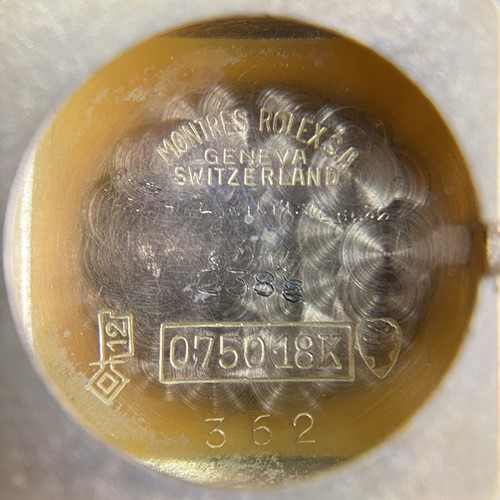 MONTRES ROLEX S.A
GENEVA
SWITZERLAND
12
0.750 18K
362